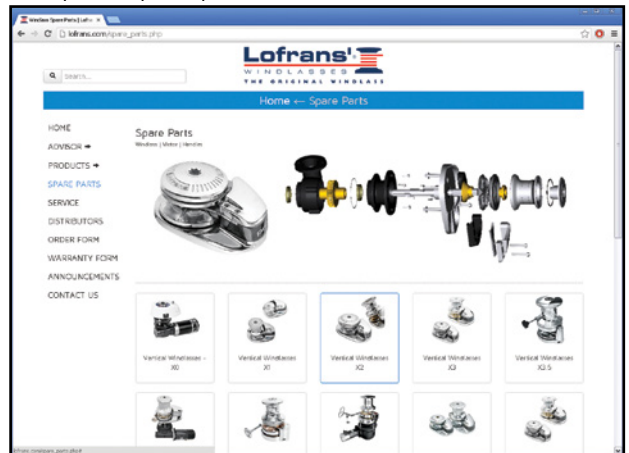 Windlass Spare Parts | Lofra
lofrans.com/spare_parts.php
Search...
Lofrans'
WINDLASSES
THE ORIGINAL WINDLASS
Home ← Spare Parts
HOME
ADVISOR →
PRODUCTS →
SPARE PARTS
SERVICE
DISTRIBUTORS
ORDER FORM
WARRANTY FORM
ANNOUNCEMENTS
CONTACT US
Spare Parts
Windlass | Motor | Handles
Vertical Windlasses -
X0
Vertical Windlasses
X1
Vertical Windlasses
X2
Vertical Windlasses
X3
Vertical Windlasses
X3.5